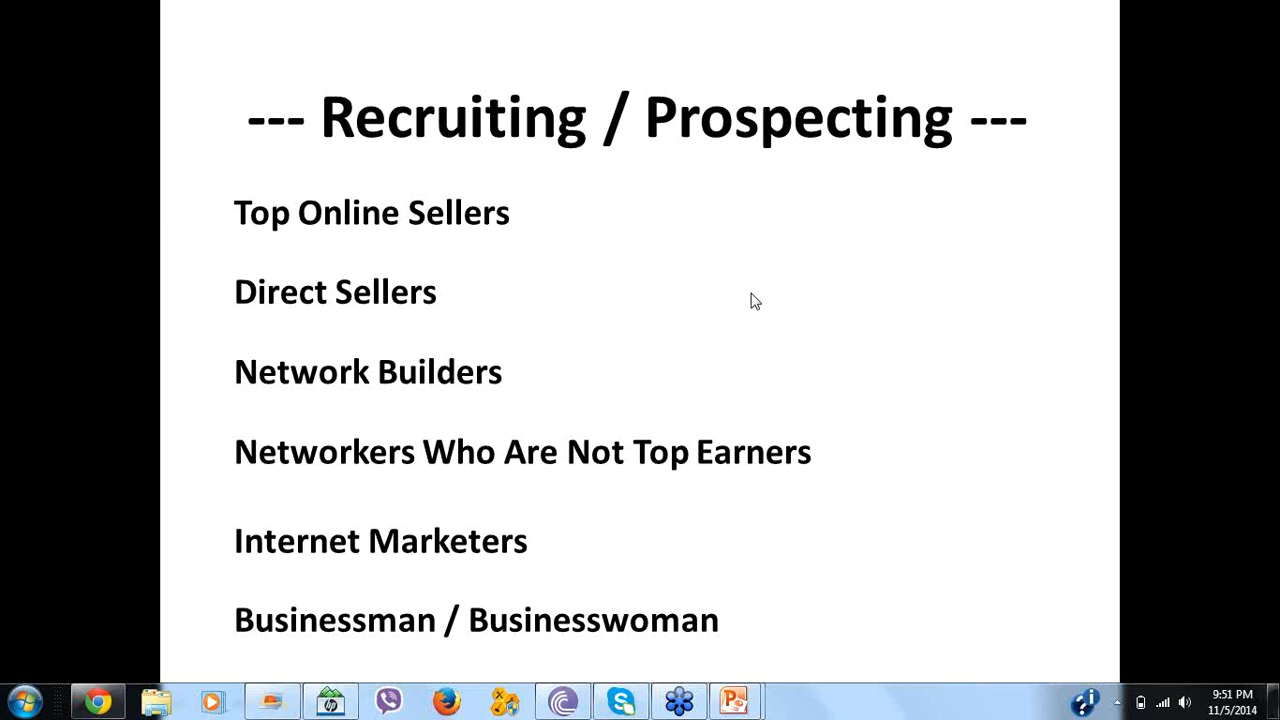 --- Recruiting / Prospecting ---
Top Online Sellers
Direct Sellers
Network Builders
Networkers Who Are Not Top Earners
Internet Marketers
Businessman / Businesswoman
9:51 PM
11/5/2014